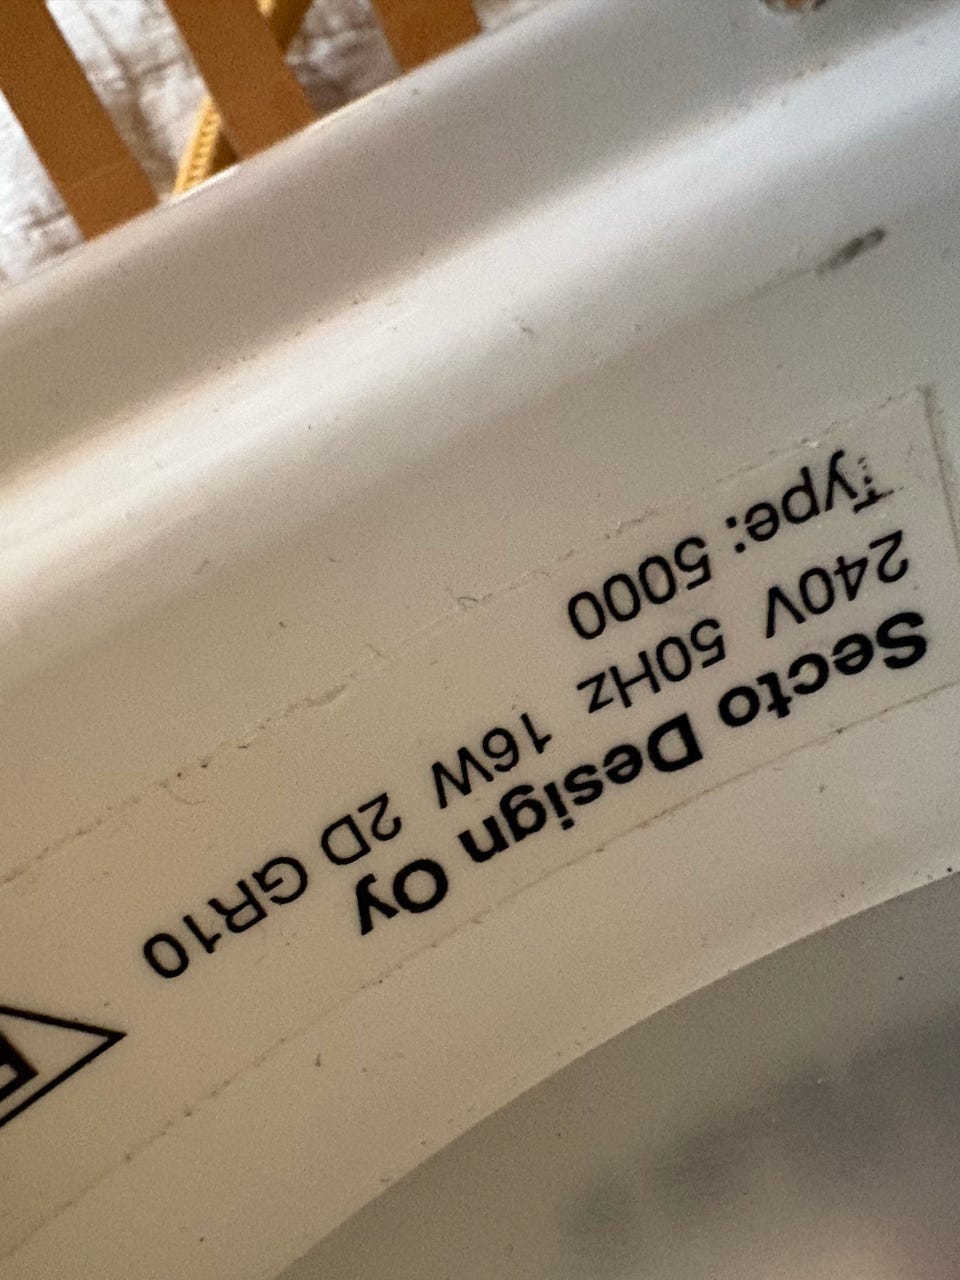 Secto Design Oy
240V 50Hz 16W 2D GR10
Type: 5000